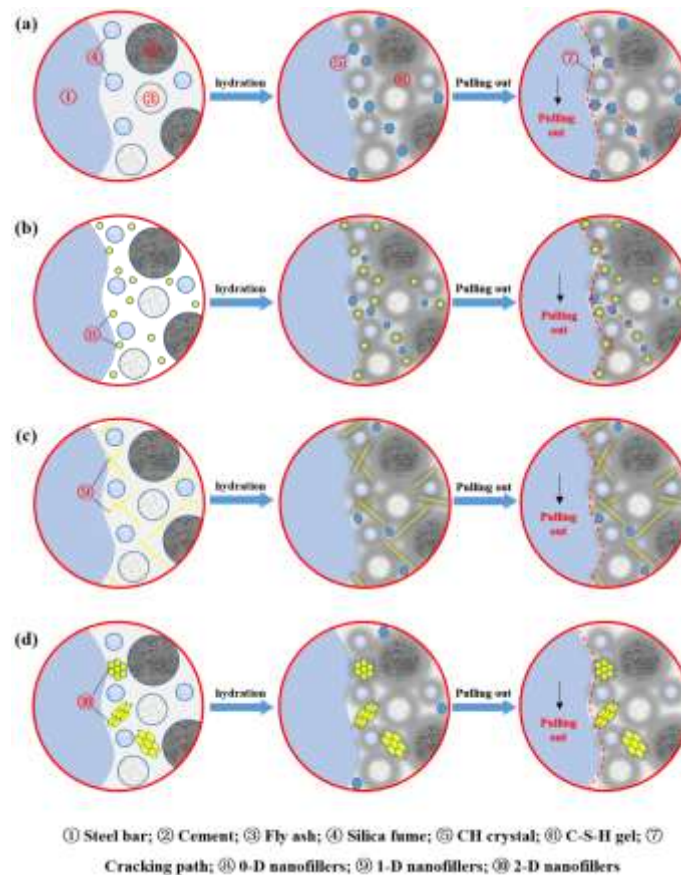 (a)
④
②
①
③
hydration
⑤
⑥
Pulling out
⑦
Pulling
out
(b)
⑧
hydration
Pulling out
Pulling
out
(c)
⑨
hydration
Pulling out
Pulling
out
(d)
⑩
hydration
Pulling out
Pulling
out
① Steel bar; ② Cement; ③ Fly ash; ④ Silica fume; ⑤ CH crystal; ⑥ C-S-H gel; ⑦
Cracking path; ⑧ 0-D nanofillers; ⑨ 1-D nanofillers; ⑩ 2-D nanofillers